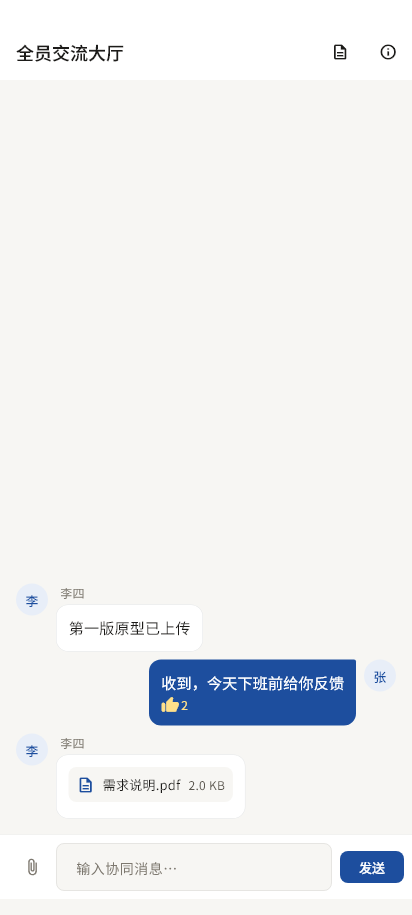 全员交流大厅
李四
李
第一版原型已上传
收到，今天下班前给你反馈
👍2
张
李四
李
需求说明.pdf 2.0 KB
输入协同消息…
发送